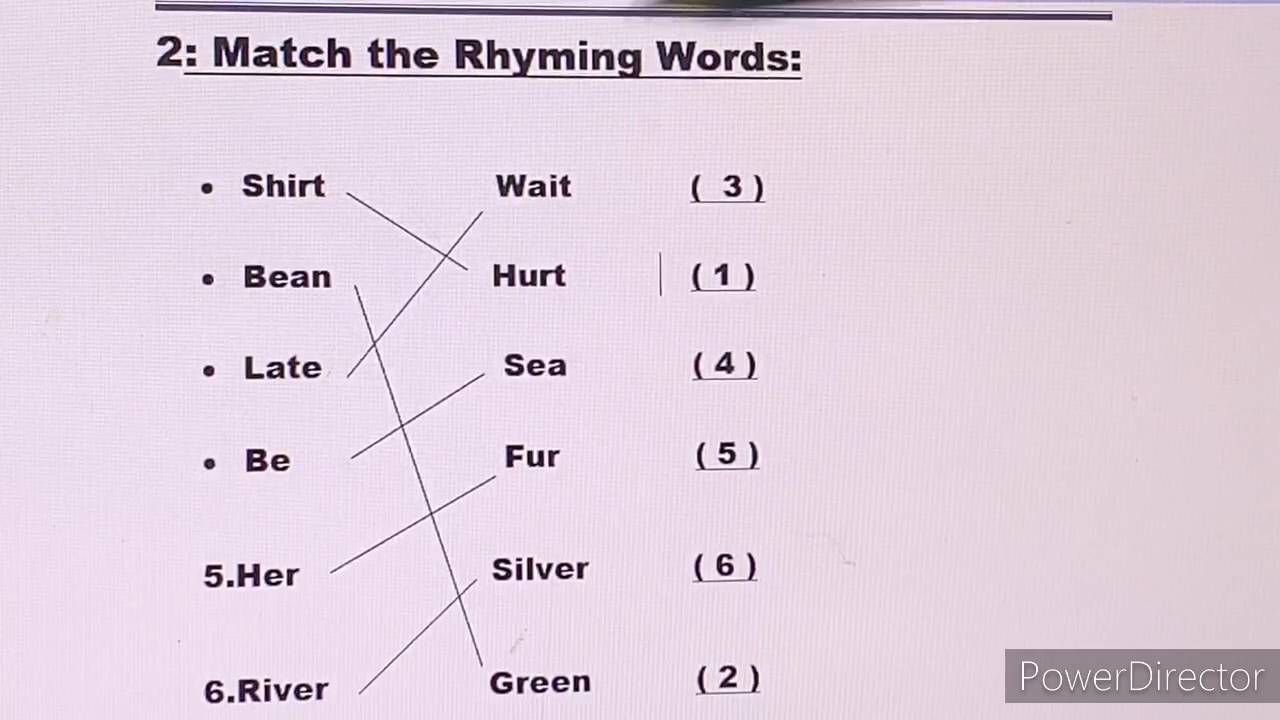 2: Match the Rhyming Words:
• Shirt Wait ( 3 )
• Bean Hurt ( 1 )
• Late Sea ( 4 )
• Be Fur ( 5 )
5.Her Silver ( 6 )
6.River Green ( 2 )
PowerDirector